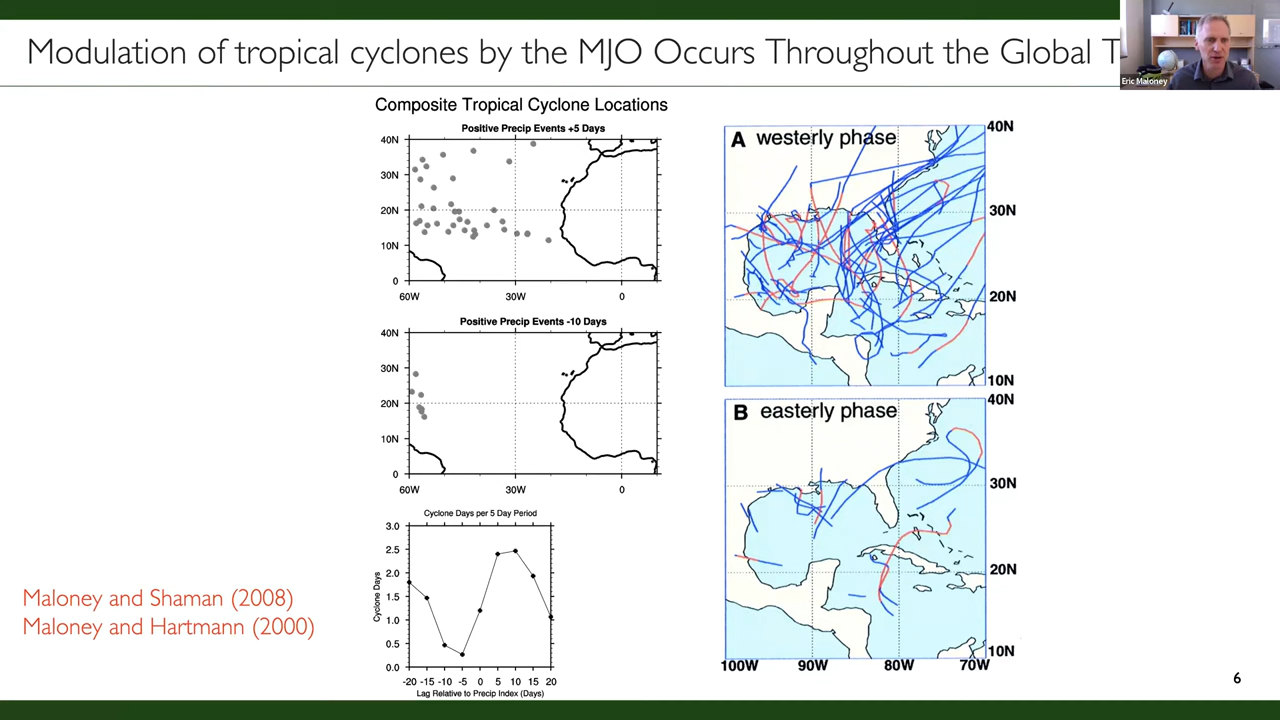 Modulation of tropical cyclones by the MJO Occurs Throughout the Global T
Eric Maloney
Composite Tropical Cyclone Locations
Positive Precip Events +5 Days
40N
30N
20N
10N
0
60W 30W 0
Positive Precip Events -10 Days
40N
30N
20N
10N
0
60W 30W 0
Cyclone Days per 5 Day Period
Cyclone Days
3.0
2.5
2.0
1.5
1.0
0.5
0.0
-20 -15 -10 -5 0 5 10 15 20
Lag Relative to Precip Index (Days)
A westerly phase
40N
30N
20N
10N
B easterly phase
40N
30N
20N
10N
100W 90W 80W 70W
Maloney and Shaman (2008)
Maloney and Hartmann (2000)
6